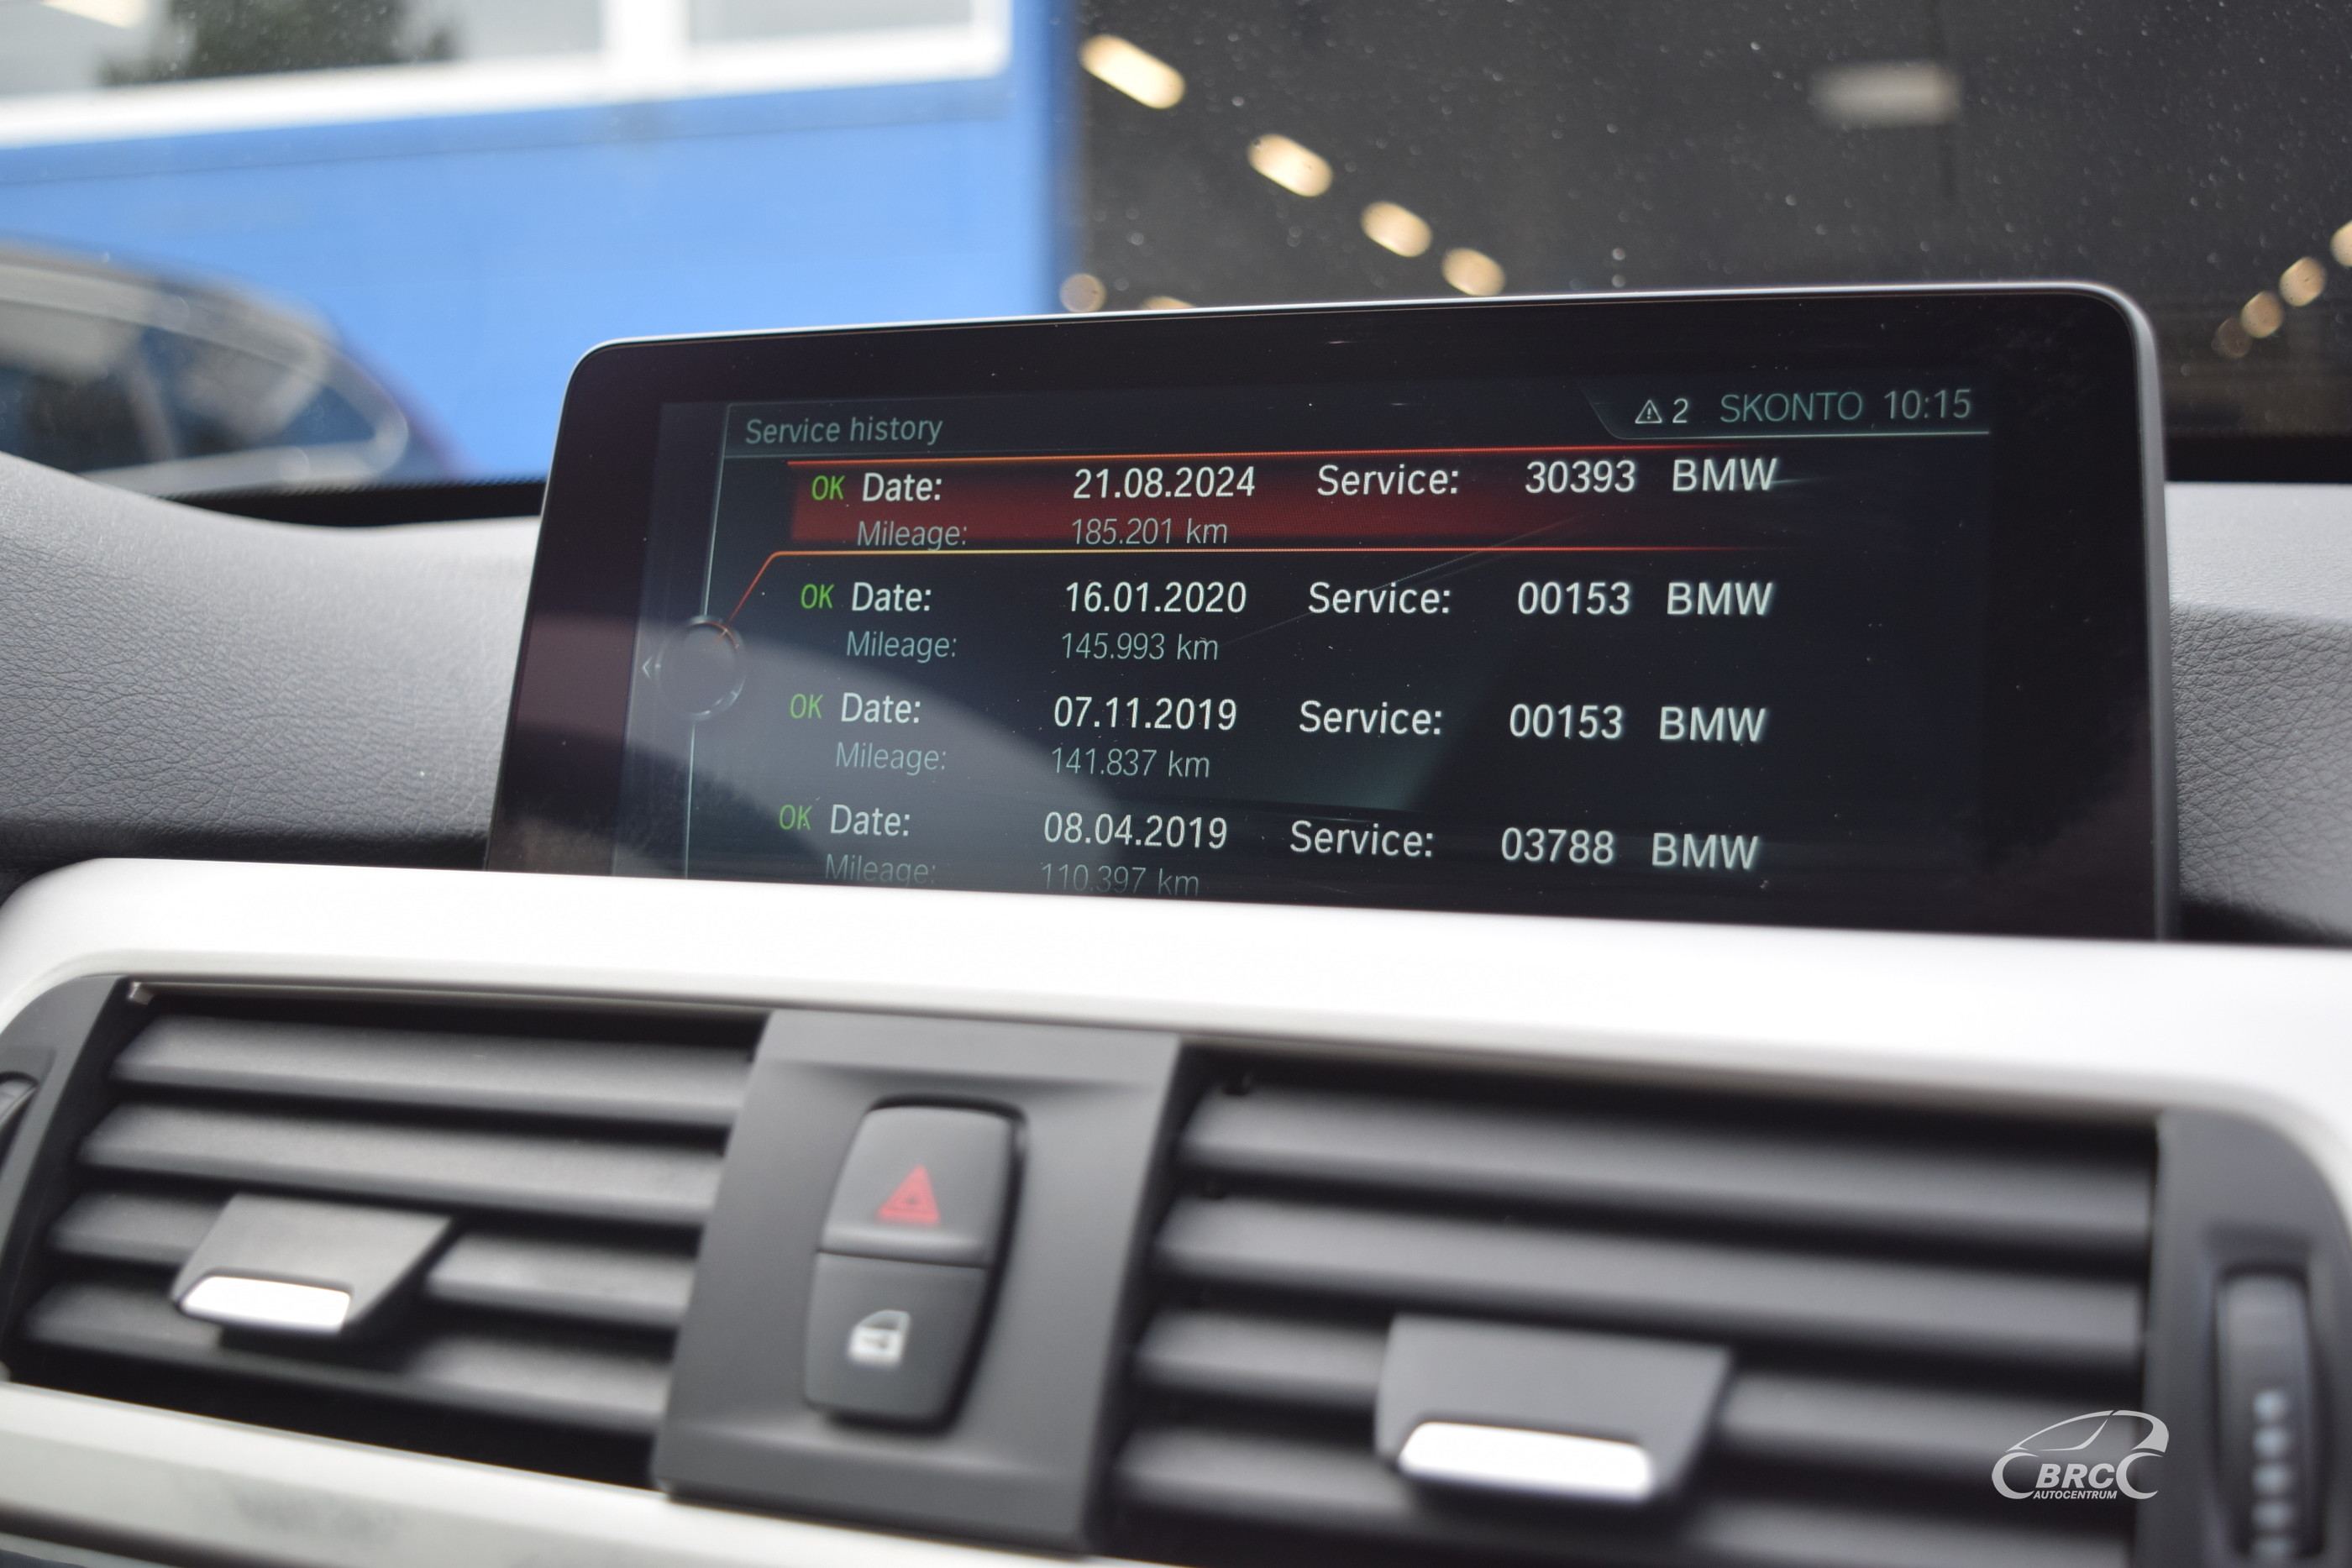 Service history
2 SKONTO 10:15
OK Date: 21.08.2024 Service: 30393 BMW
Mileage: 185.201 km
OK Date: 16.01.2020 Service: 00153 BMW
Mileage: 145.993 km
OK Date: 07.11.2019 Service: 00153 BMW
Mileage: 141.837 km
OK Date: 08.04.2019 Service: 03788 BMW
Mileage: 110.397 km
BRC
AUTOCENTRUM